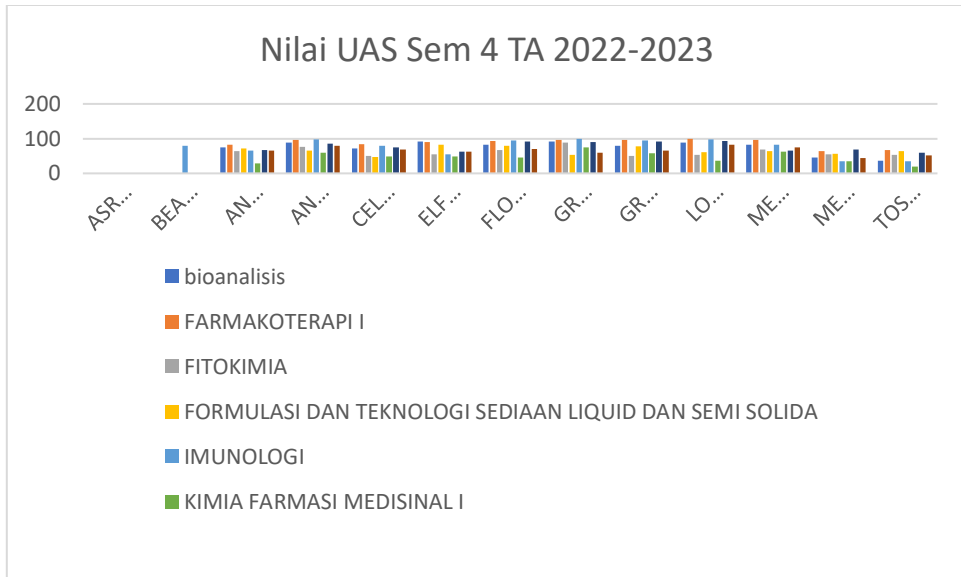 Nilai UAS Sem 4 TA 2022-2023
200
100
0
ASR...
BEA...
AN...
AN...
CEL...
ELF...
FLO...
GR...
GR...
LO...
ME...
ME...
TOS...
bioanalisis
FARMAKOTERAPI I
FITOKIMIA
FORMULASI DAN TEKNOLOGI SEDIAAN LIQUID DAN SEMI SOLIDA
IMUNOLOGI
KIMIA FARMASI MEDISINAL I